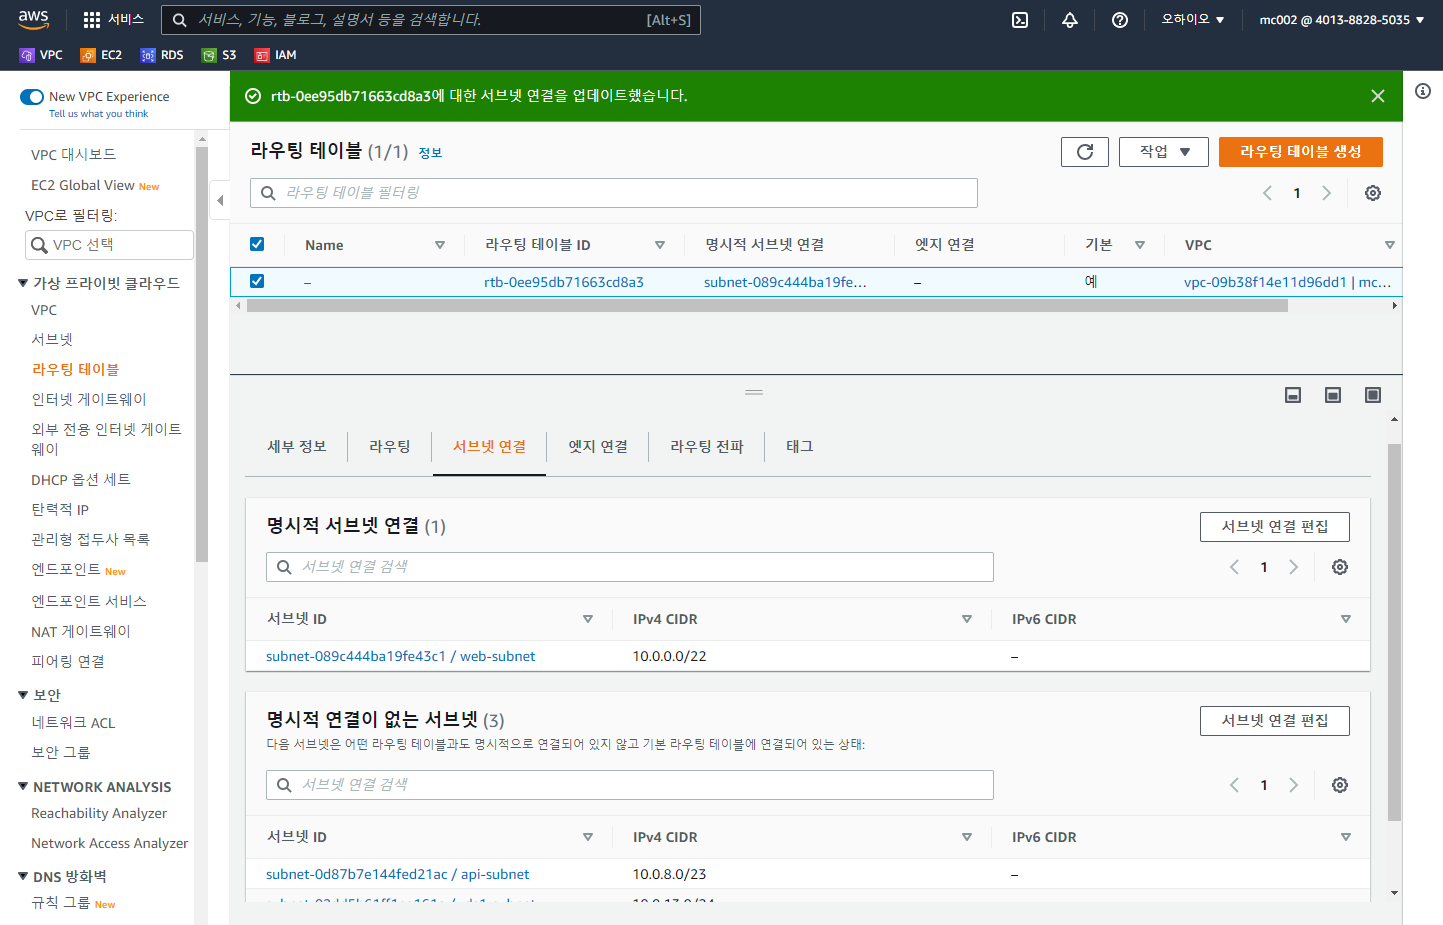 aws
서비스
서비스, 기능, 블로그, 설명서 등을 검색합니다.
[Alt+S]
오하이오 ▼
mc002 @ 4013-8828-5035 ▼
VPC
EC2
RDS
S3
IAM
New VPC Experience
Tell us what you think
VPC 대시보드
EC2 Global View New
VPC로 필터링:
VPC 선택
가상 프라이빗 클라우드
VPC
서브넷
라우팅 테이블
인터넷 게이트웨이
외부 전용 인터넷 게이트
웨이
DHCP 옵션 세트
탄력적 IP
관리형 접두사 목록
엔드포인트 New
엔드포인트 서비스
NAT 게이트웨이
피어링 연결
보안
네트워크 ACL
보안 그룹
NETWORK ANALYSIS
Reachability Analyzer
Network Access Analyzer
DNS 방화벽
규칙 그룹 New
rtb-0ee95db71663cd8a3에 대한 서브넷 연결을 업데이트했습니다.
라우팅 테이블 (1/1) 정보
작업 ▼
라우팅 테이블 생성
라우팅 테이블 필터링
1
Name
라우팅 테이블 ID
명시적 서브넷 연결
엣지 연결
기본
VPC
–
rtb-0ee95db71663cd8a3
subnet-089c444ba19fe...
–
예
vpc-09b38f14e11d96dd1 | mc...
세부 정보
라우팅
서브넷 연결
엣지 연결
라우팅 전파
태그
명시적 서브넷 연결 (1)
서브넷 연결 편집
서브넷 연결 검색
1
서브넷 ID
IPv4 CIDR
IPv6 CIDR
subnet-089c444ba19fe43c1 / web-subnet
10.0.0.0/22
–
명시적 연결이 없는 서브넷 (3)
다음 서브넷은 어떤 라우팅 테이블과도 명시적으로 연결되어 있지 않고 기본 라우팅 테이블에 연결되어 있는 상태:
서브넷 연결 편집
서브넷 연결 검색
1
서브넷 ID
IPv4 CIDR
IPv6 CIDR
subnet-0d87b7e144fed21ac / api-subnet
10.0.8.0/23
–